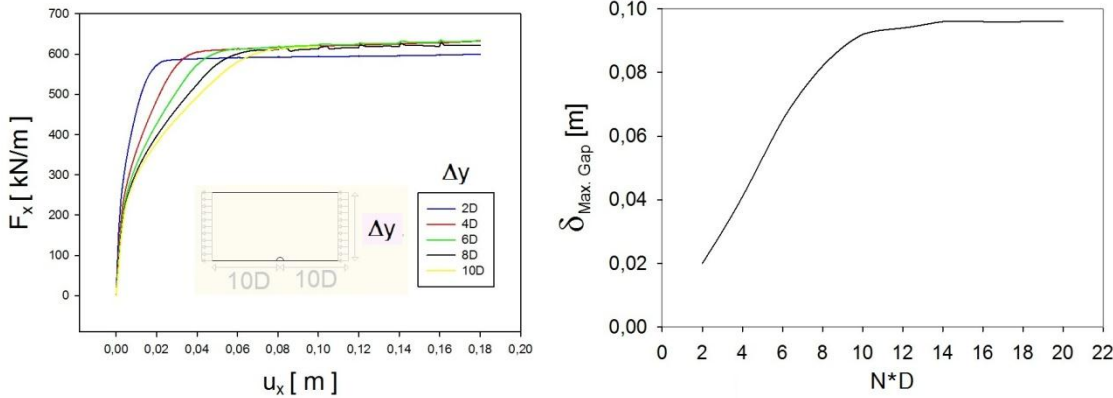 700
600
500
400
300
200
100
0
F_x [ kN/m ]
0,00 0,02 0,04 0,06 0,08 0,10 0,12 0,14 0,16 0,18 0,20
u_x [ m ]
Δy
2D
4D
6D
8D
10D
Δy
10D 10D
0,10
0,08
0,06
0,04
0,02
0,00
δ_Max. Gap [m]
0 2 4 6 8 10 12 14 16 18 20 22
N*D